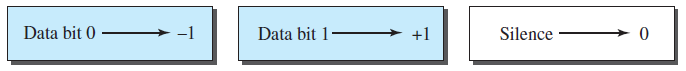 Data bit 0 ⟶ –1
Data bit 1 ⟶ +1
Silence ⟶ 0